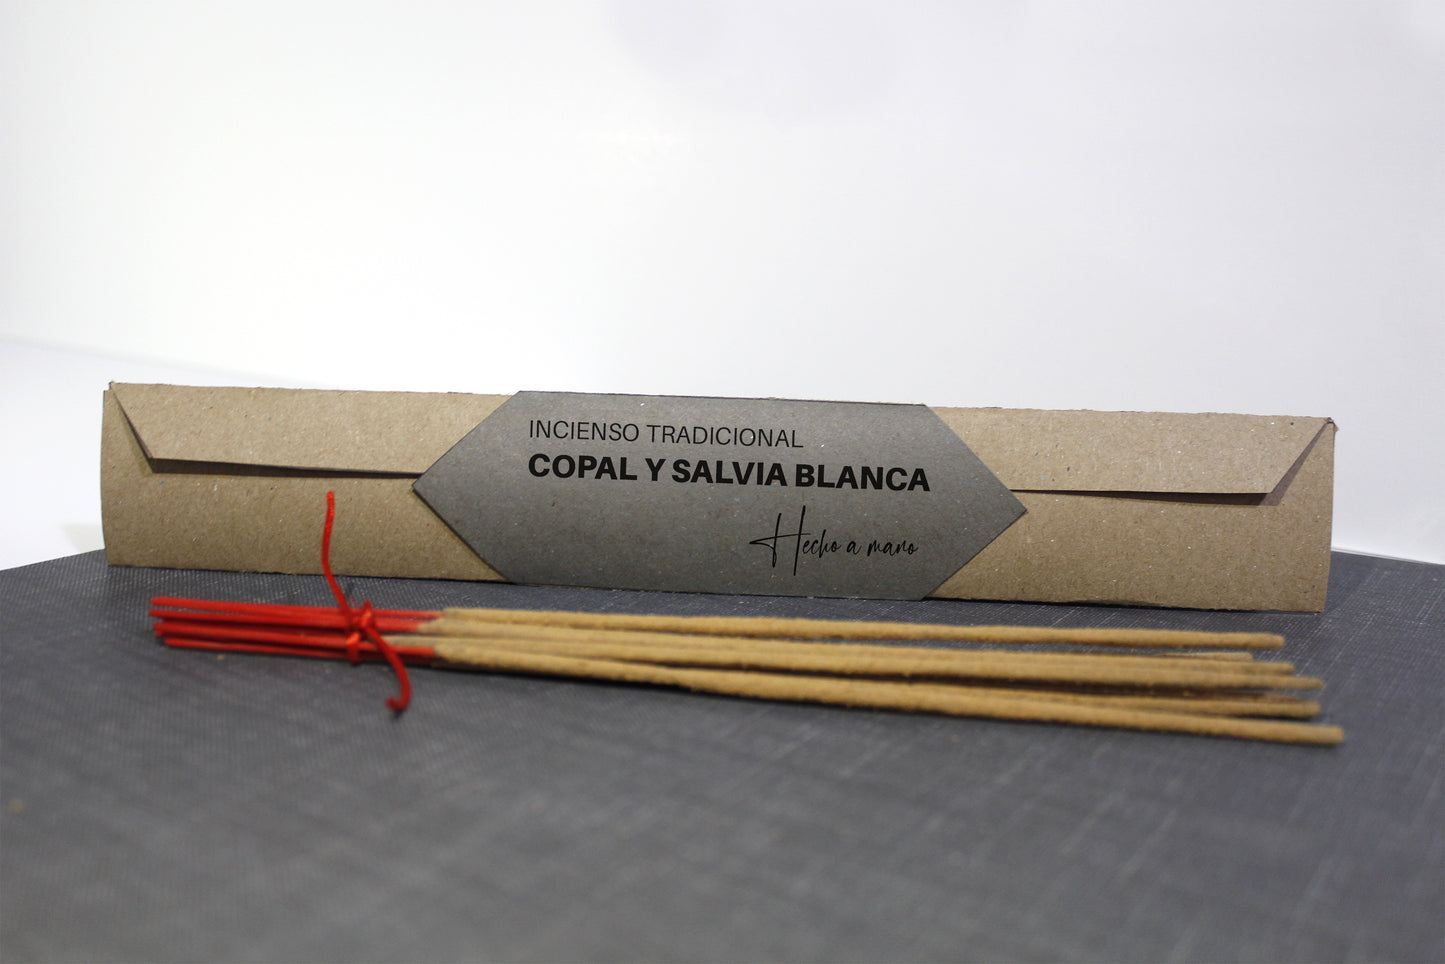 INCIENSO TRADICIONAL
COPAL Y SALVIA BLANCA
Hecho a mano